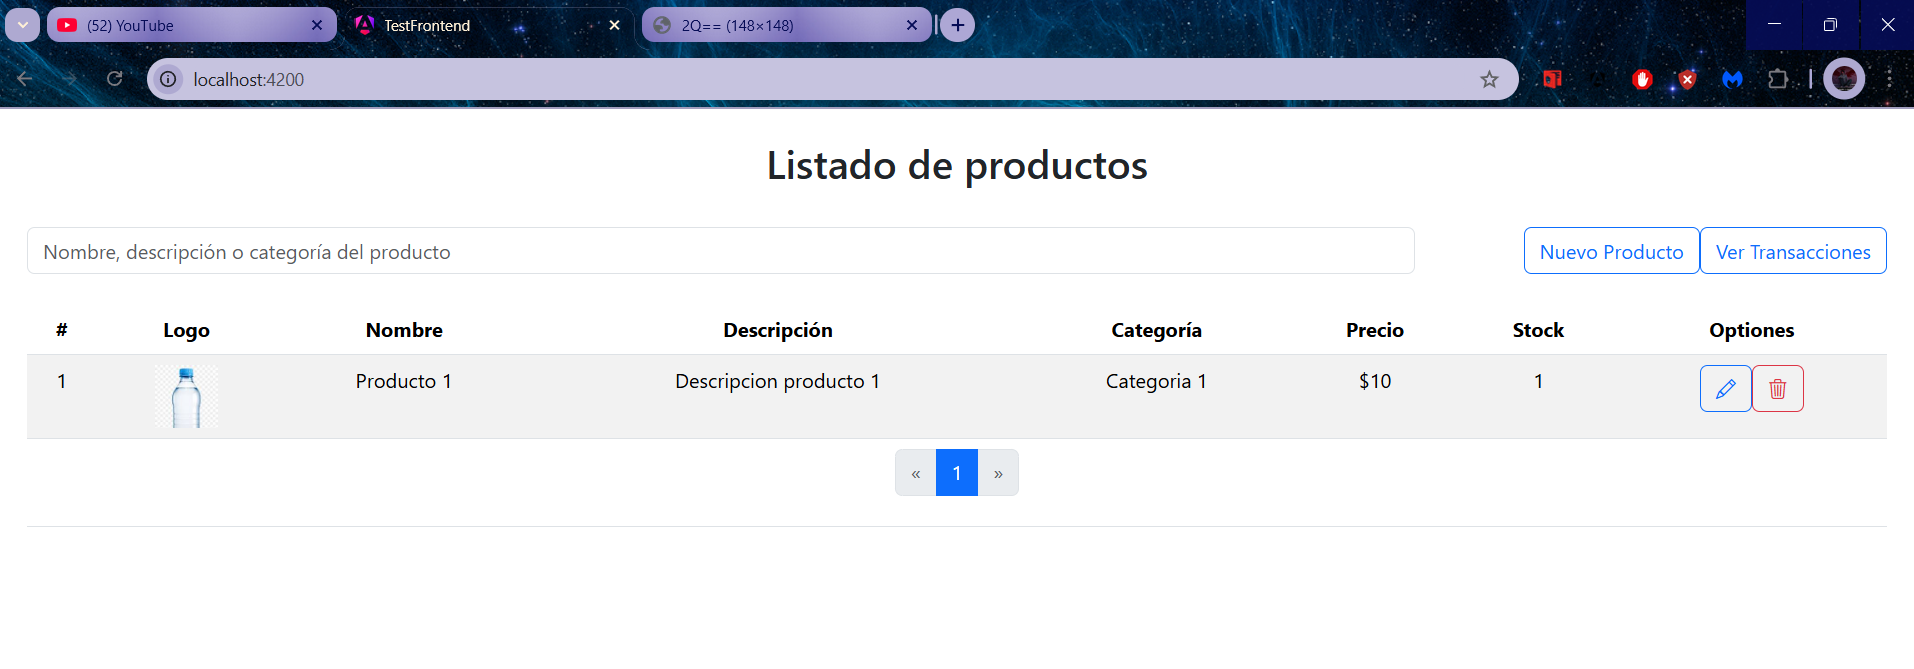 (52) YouTube
TestFrontend
2Q== (148×148)
localhost:4200
Listado de productos
Nombre, descripción o categoría del producto
Nuevo Producto
Ver Transacciones
# Logo Nombre Descripción Categoría Precio Stock Optiones
1 Producto 1 Descripcion producto 1 Categoria 1 $10 1
« 1 »